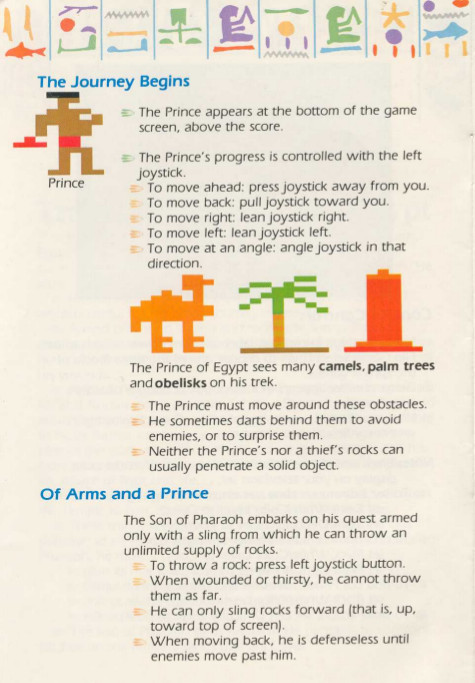 The Journey Begins
The Prince appears at the bottom of the game
screen, above the score.
The Prince's progress is controlled with the left
joystick.
To move ahead: press joystick away from you.
To move back: pull joystick toward you.
To move right: lean joystick right.
To move left: lean joystick left.
To move at an angle: angle joystick in that
direction.
Prince
The Prince of Egypt sees many camels, palm trees
and obelisks on his trek.
The Prince must move around these obstacles.
He sometimes darts behind them to avoid
enemies, or to surprise them.
Neither the Prince's nor a thief's rocks can
usually penetrate a solid object.
Of Arms and a Prince
The Son of Pharaoh embarks on his quest armed
only with a sling from which he can throw an
unlimited supply of rocks.
To throw a rock: press left joystick button.
When wounded or thirsty, he cannot throw
them as far.
He can only sling rocks forward (that is, up,
toward top of screen).
When moving back, he is defenseless until
enemies move past him.